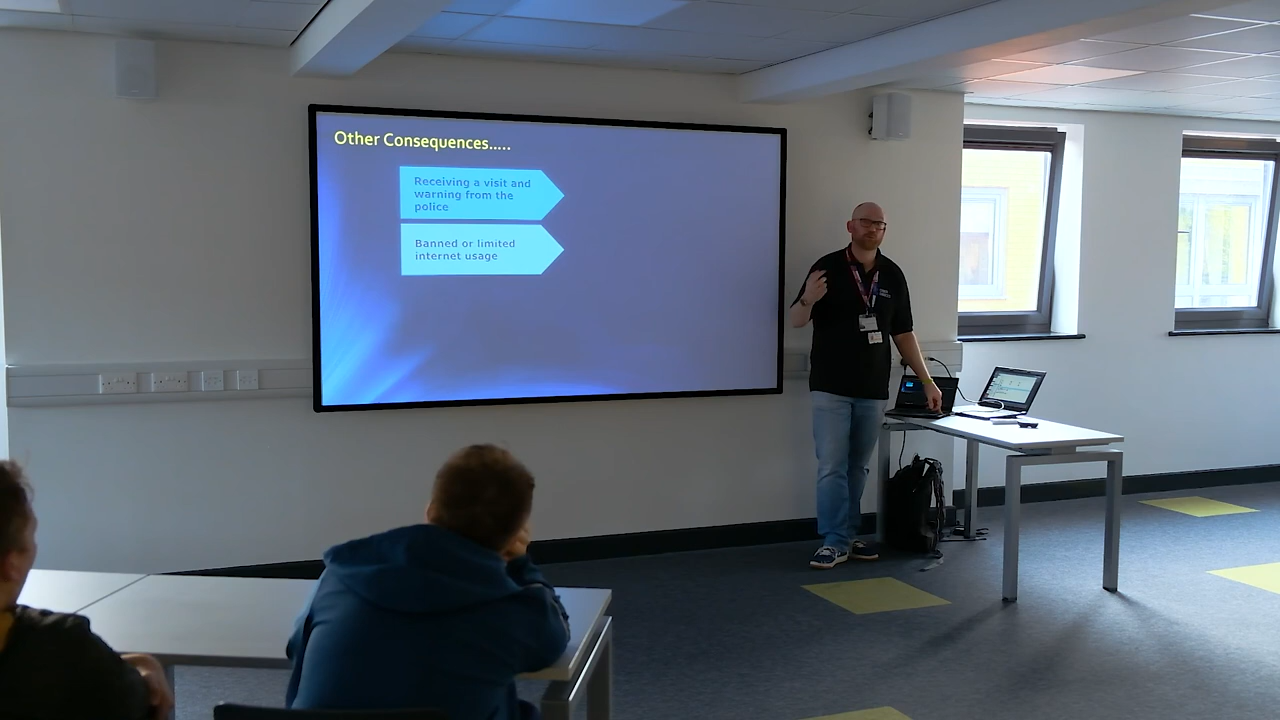 Other Consequences.....
Receiving a visit and
warning from the
police
Banned or limited
internet usage